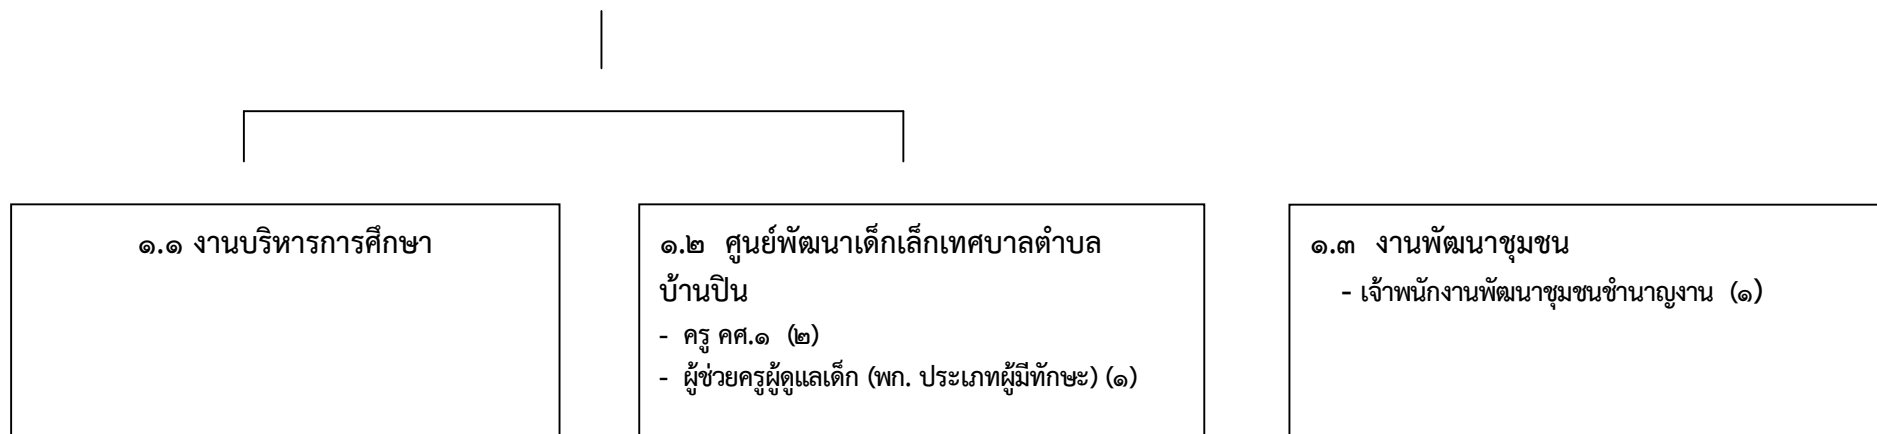 ๑.๑ งานบริหารการศึกษา
๑.๒ ศูนย์พัฒนาเด็กเล็กเทศบาลตำบล
บ้านปิน
- ครู คศ.๑ (๒)
- ผู้ช่วยครูผู้ดูแลเด็ก (พก. ประเภทผู้มีทักษะ) (๑)
๑.๓ งานพัฒนาชุมชน
- เจ้าพนักงานพัฒนาชุมชนชำนาญงาน (๑)